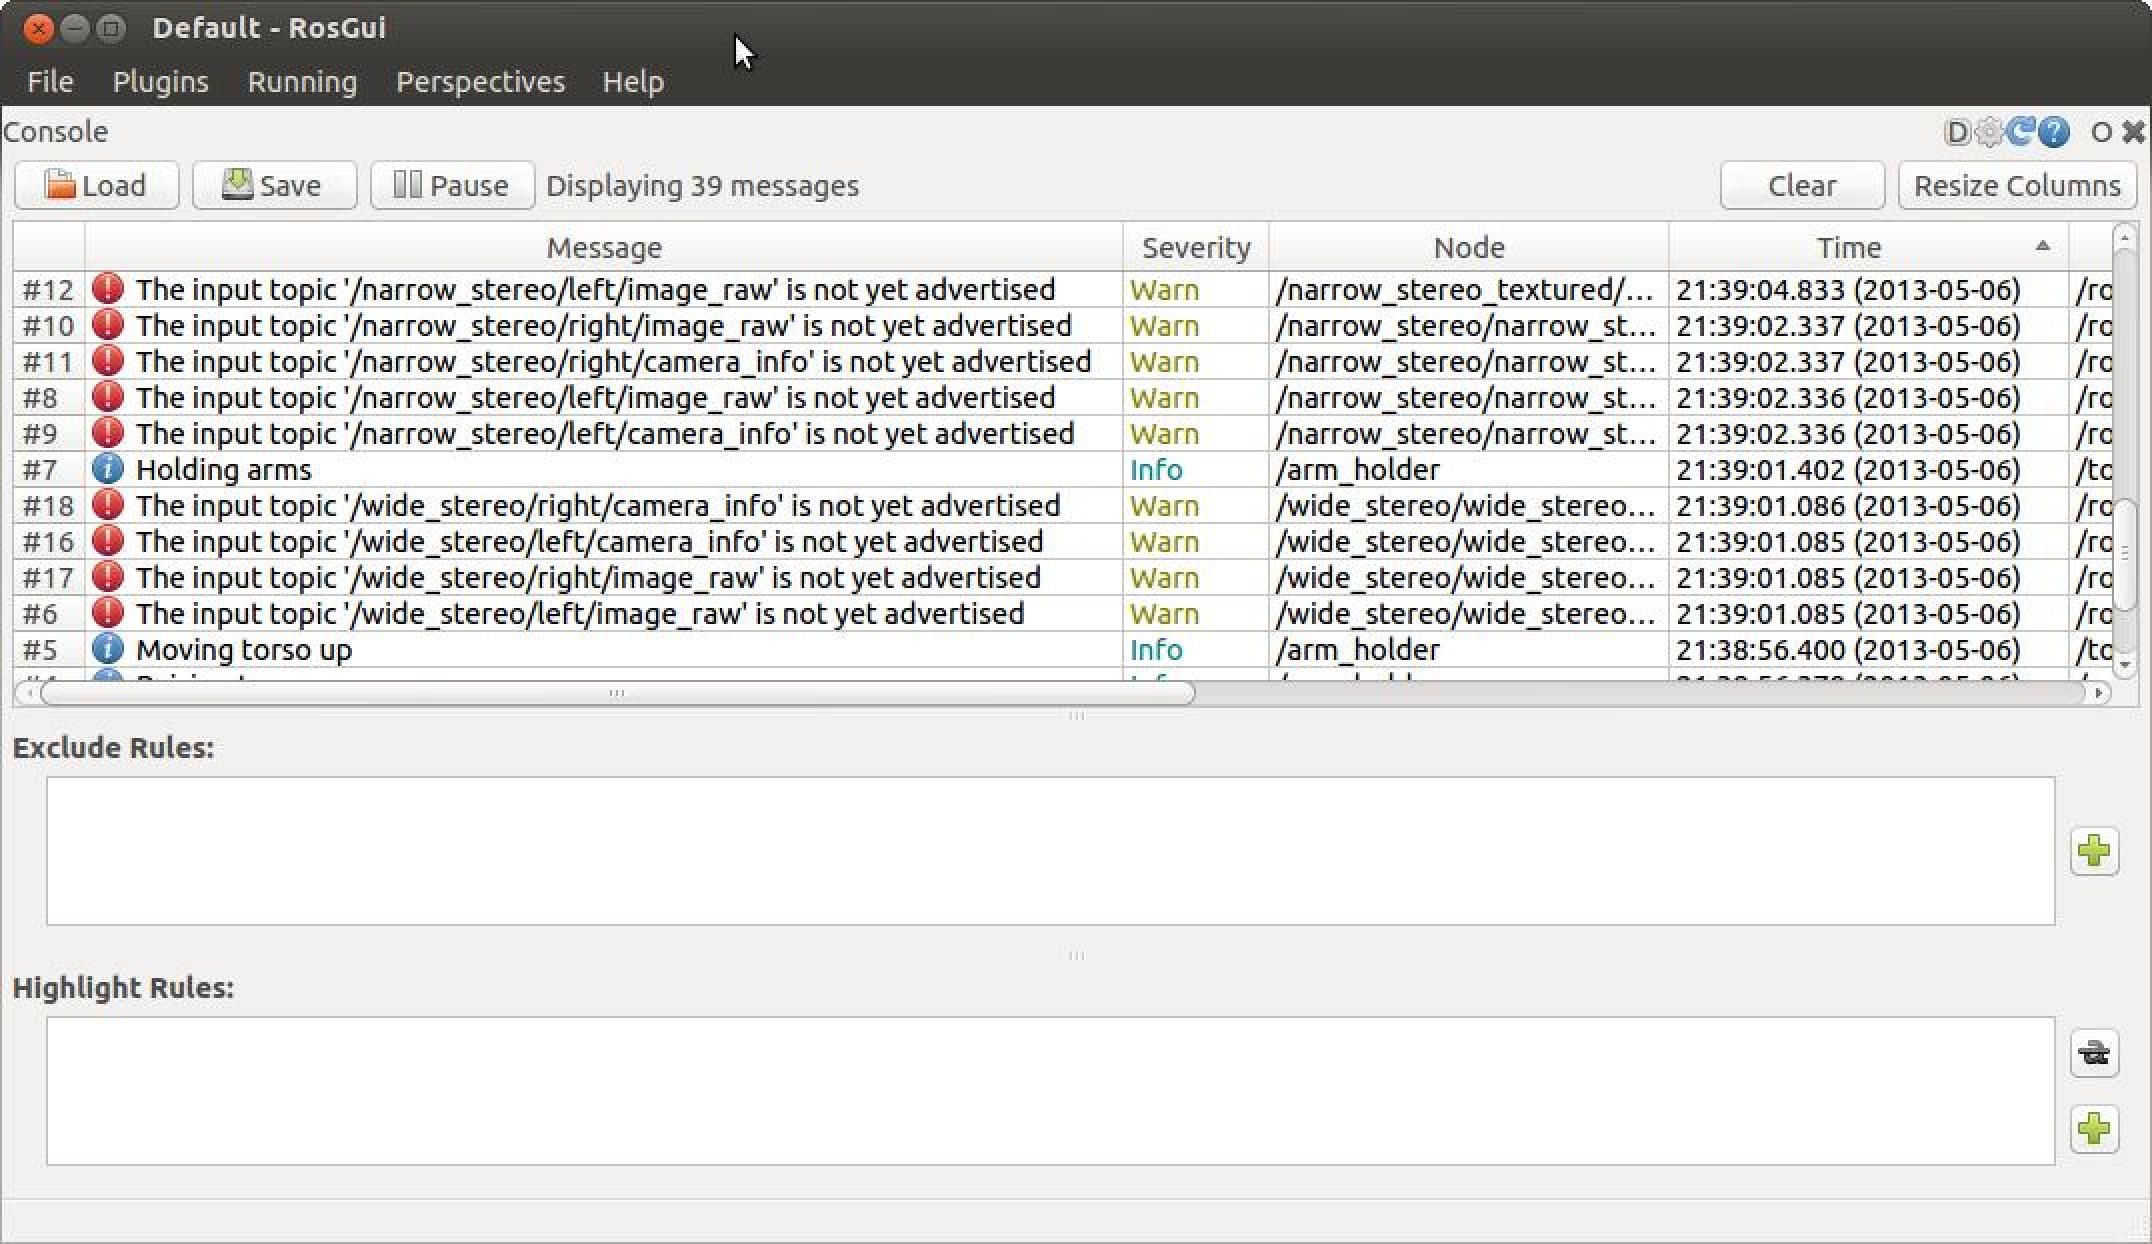 Default - RosGui
File Plugins Running Perspectives Help
Console D ? O
Load Save Pause Displaying 39 messages Clear Resize Columns
Message Severity Node Time
#12 The input topic '/narrow_stereo/left/image_raw' is not yet advertised Warn /narrow_stereo_textured/... 21:39:04.833 (2013-05-06) /ro
#10 The input topic '/narrow_stereo/right/image_raw' is not yet advertised Warn /narrow_stereo/narrow_st... 21:39:02.337 (2013-05-06) /ro
#11 The input topic '/narrow_stereo/right/camera_info' is not yet advertised Warn /narrow_stereo/narrow_st... 21:39:02.337 (2013-05-06) /ro
#8 The input topic '/narrow_stereo/left/image_raw' is not yet advertised Warn /narrow_stereo/narrow_st... 21:39:02.336 (2013-05-06) /ro
#9 The input topic '/narrow_stereo/left/camera_info' is not yet advertised Warn /narrow_stereo/narrow_st... 21:39:02.336 (2013-05-06) /ro
#7 Holding arms Info /arm_holder 21:39:01.402 (2013-05-06) /to
#18 The input topic '/wide_stereo/right/camera_info' is not yet advertised Warn /wide_stereo/wide_stereo... 21:39:01.086 (2013-05-06) /ro
#16 The input topic '/wide_stereo/left/camera_info' is not yet advertised Warn /wide_stereo/wide_stereo... 21:39:01.085 (2013-05-06) /ro
#17 The input topic '/wide_stereo/right/image_raw' is not yet advertised Warn /wide_stereo/wide_stereo... 21:39:01.085 (2013-05-06) /ro
#6 The input topic '/wide_stereo/left/image_raw' is not yet advertised Warn /wide_stereo/wide_stereo... 21:39:01.085 (2013-05-06) /ro
#5 Moving torso up Info /arm_holder 21:38:56.400 (2013-05-06) /to
Exclude Rules:
Highlight Rules: